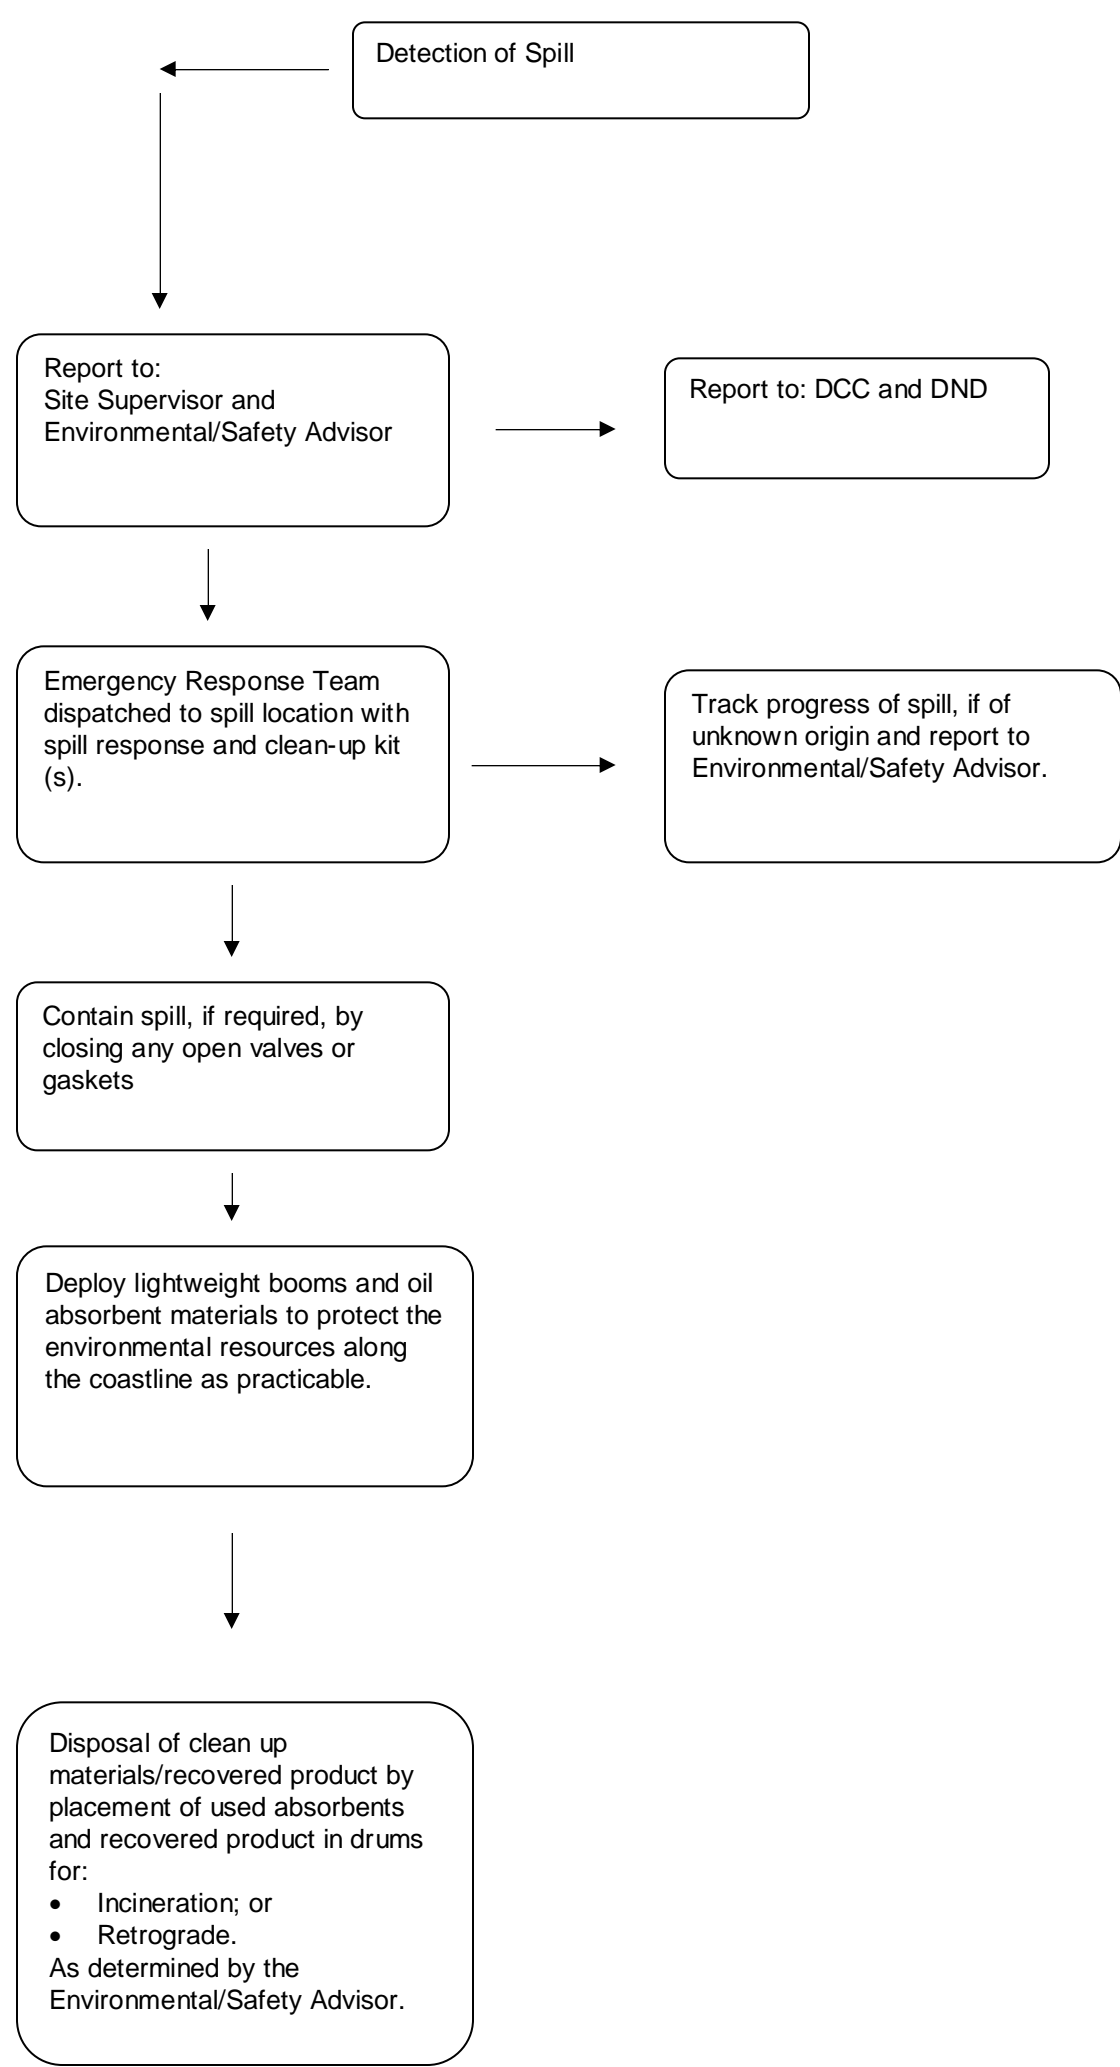 Detection of Spill
Report to:
Site Supervisor and
Environmental/Safety Advisor
Report to: DCC and DND
Emergency Response Team
dispatched to spill location with
spill response and clean-up kit
(s).
Track progress of spill, if of
unknown origin and report to
Environmental/Safety Advisor.
Contain spill, if required, by
closing any open valves or
gaskets
Deploy lightweight booms and oil
absorbent materials to protect the
environmental resources along
the coastline as practicable.
Disposal of clean up
materials/recovered product by
placement of used absorbents
and recovered product in drums
for:
• Incineration; or
• Retrograde.
As determined by the
Environmental/Safety Advisor.